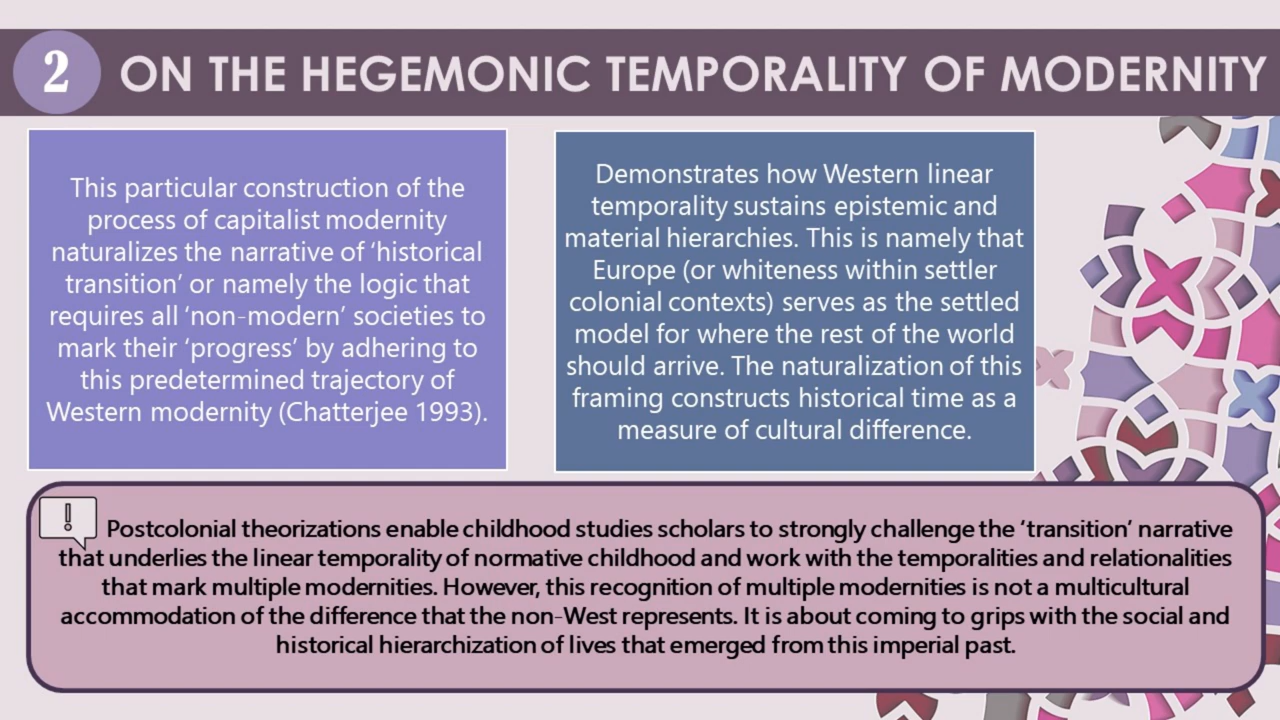 2 ON THE HEGEMONIC TEMPORALITY OF MODERNITY
This particular construction of the
process of capitalist modernity
naturalizes the narrative of ‘historical
transition’ or namely the logic that
requires all ‘non-modern’ societies to
mark their ‘progress’ by adhering to
this predetermined trajectory of
Western modernity (Chatterjee 1993).
Demonstrates how Western linear
temporality sustains epistemic and
material hierarchies. This is namely that
Europe (or whiteness within settler
colonial contexts) serves as the settled
model for where the rest of the world
should arrive. The naturalization of this
framing constructs historical time as a
measure of cultural difference.
!
Postcolonial theorizations enable childhood studies scholars to strongly challenge the ‘transition’ narrative
that underlies the linear temporality of normative childhood and work with the temporalities and relationalities
that mark multiple modernities. However, this recognition of multiple modernities is not a multicultural
accommodation of the difference that the non-West represents. It is about coming to grips with the social and
historical hierarchization of lives that emerged from this imperial past.